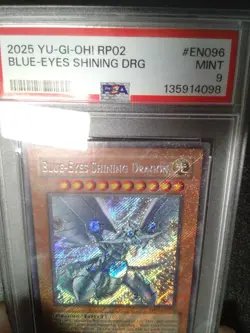 2025 YU-GI-OH! RP02 #EN096
BLUE-EYES SHINING DRG MINT
9
PSA 135914098
BLUE-EYES SHINING DRAGON